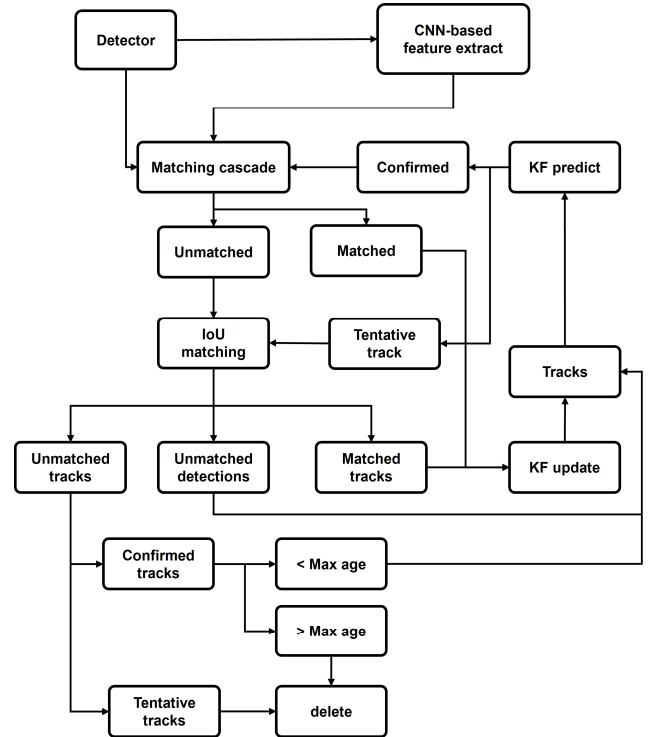 Detector
CNN-based
feature extract
Matching cascade
Confirmed
KF predict
Unmatched
Matched
IoU
matching
Tentative
track
Tracks
Unmatched
tracks
Unmatched
detections
Matched
tracks
KF update
Confirmed
tracks
< Max age
> Max age
Tentative
tracks
delete